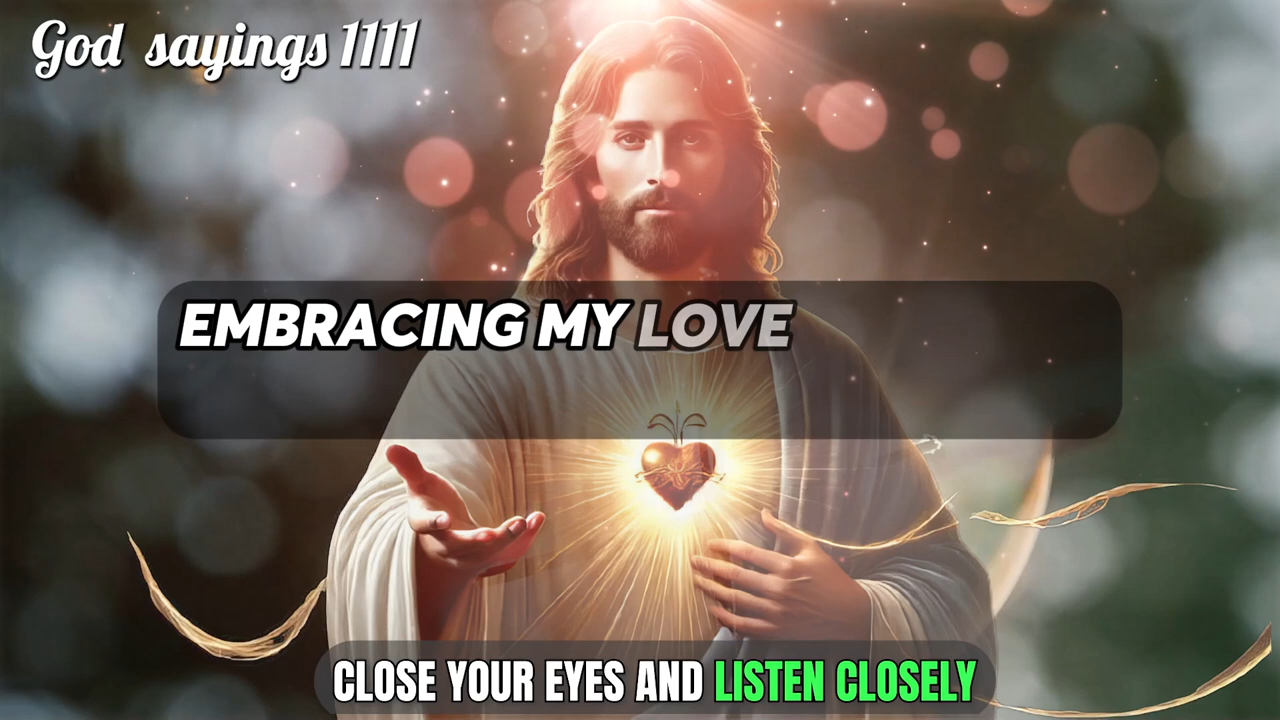 God sayings 1111
EMBRACING MY LOVE
CLOSE YOUR EYES AND LISTEN CLOSELY